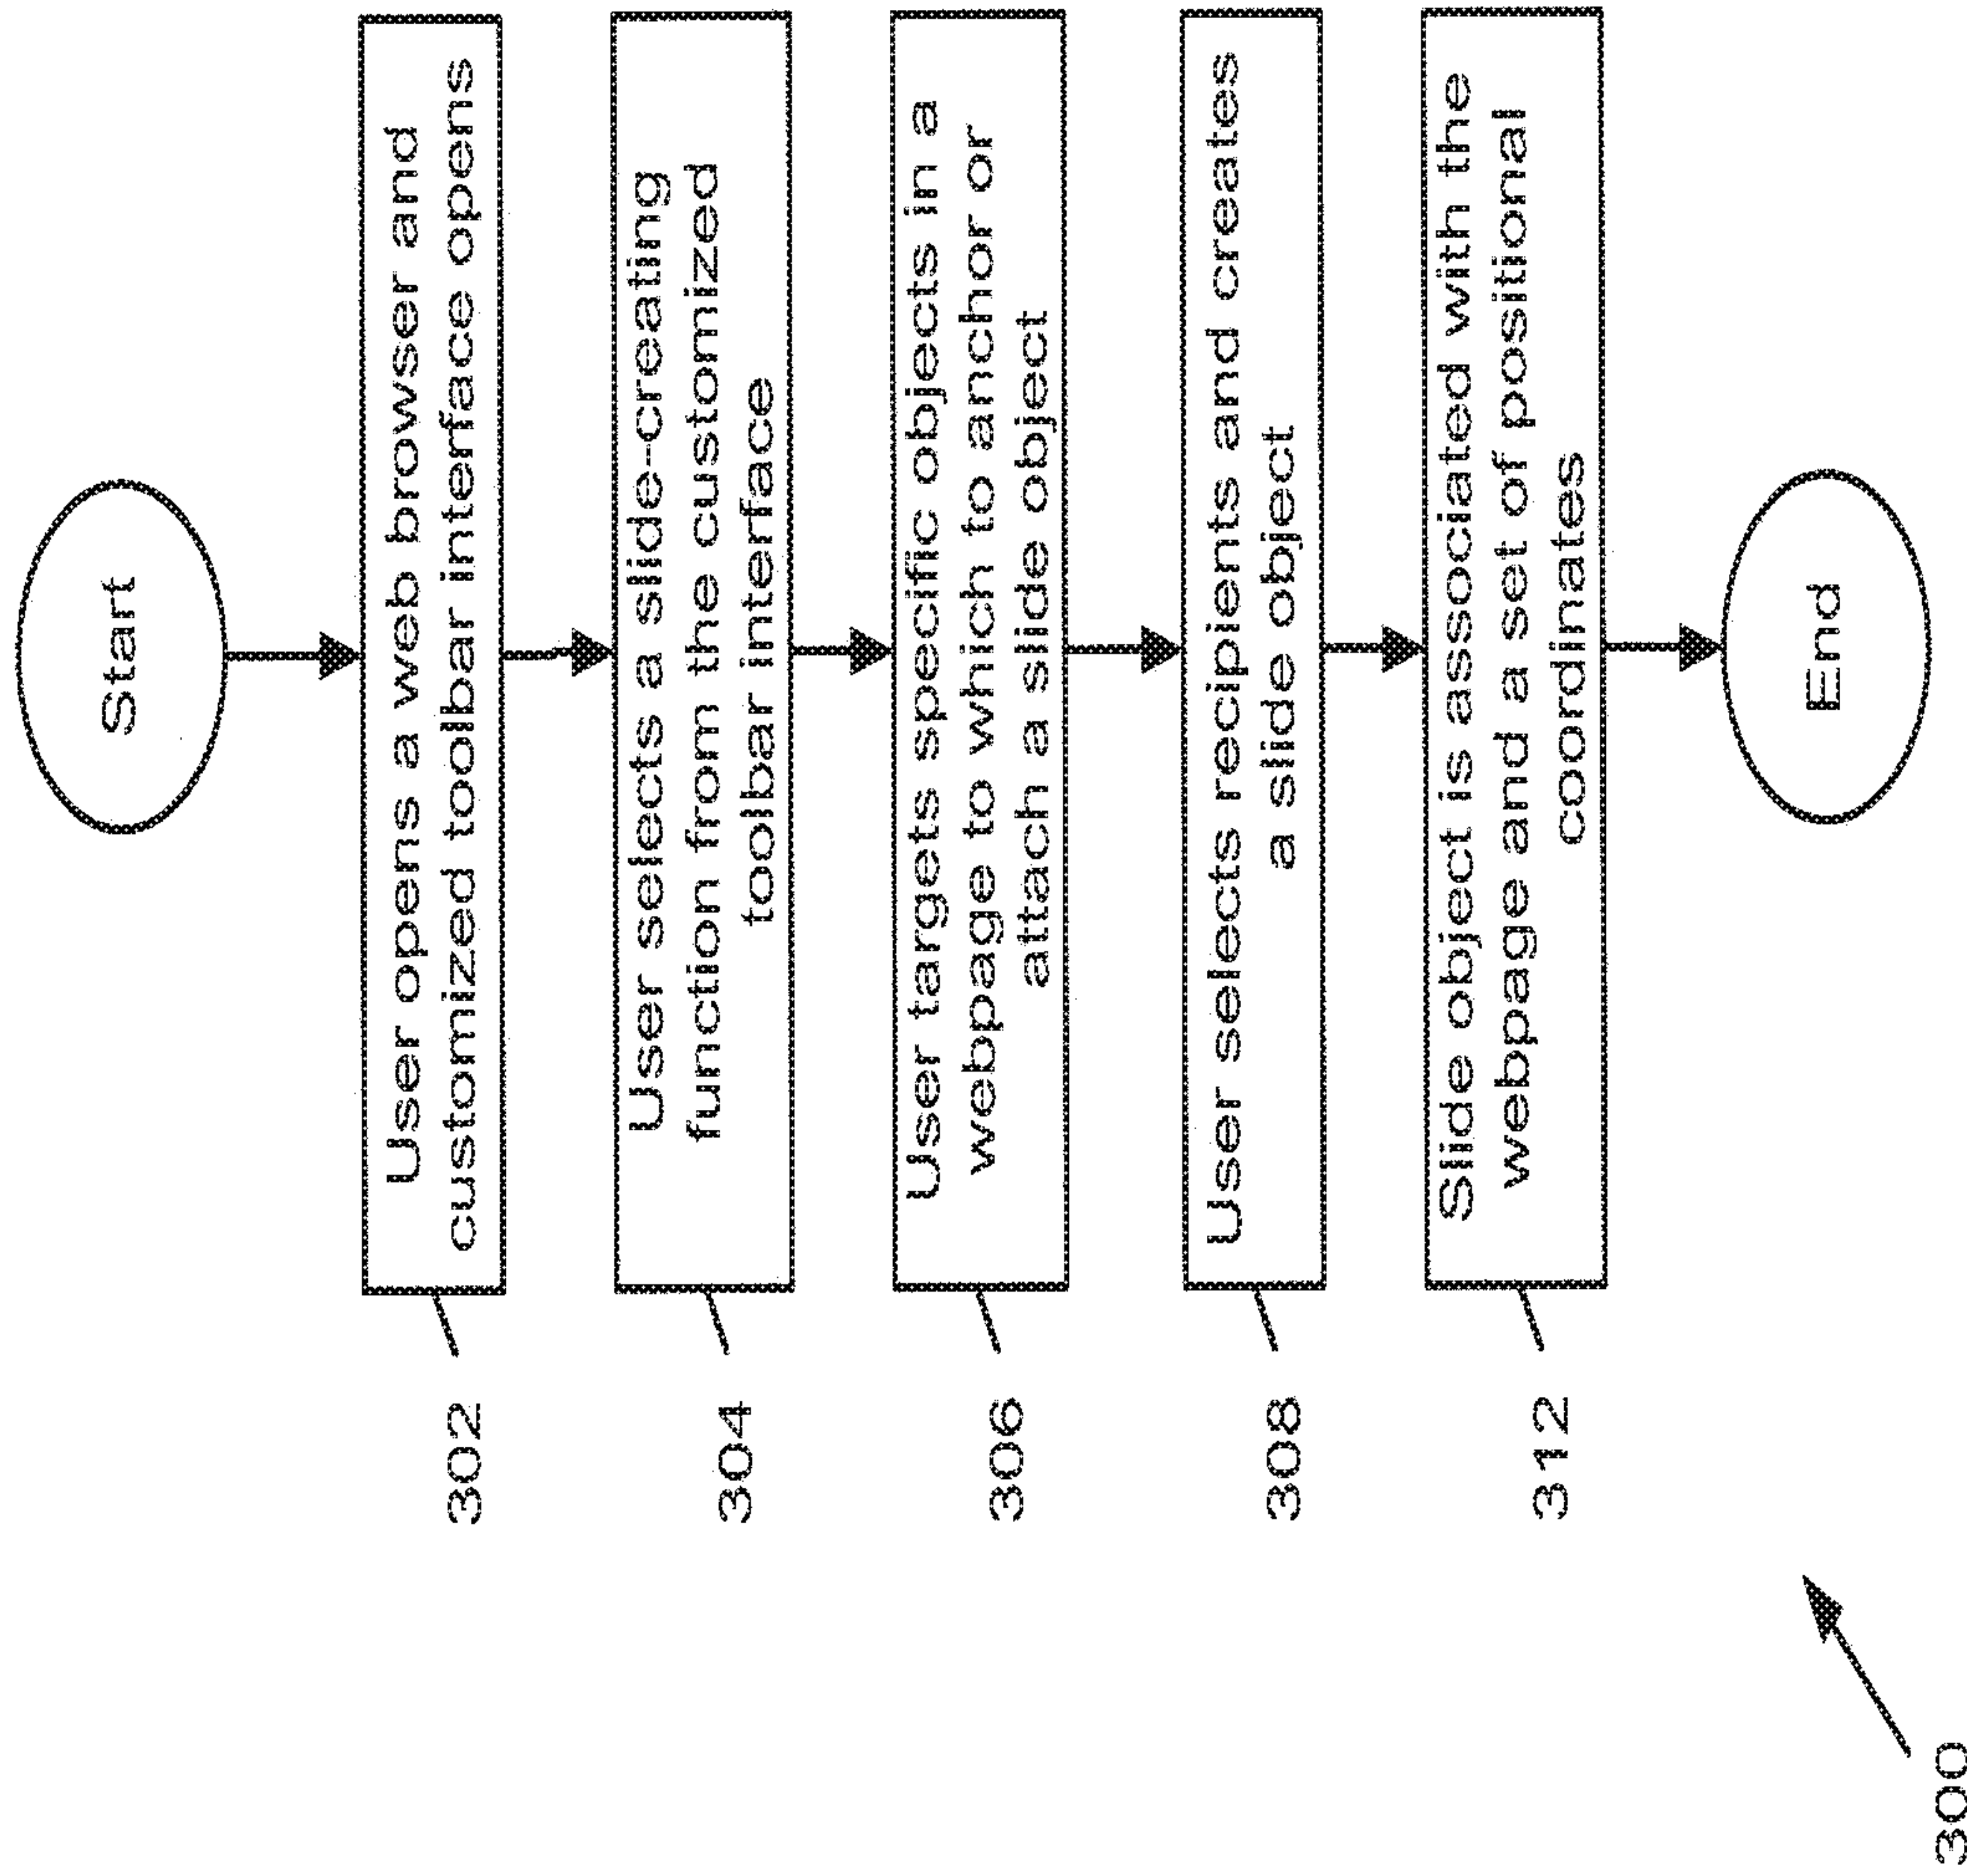 Start
User opens a web browser and
customized toolbar interface opens
302
User selects a slide-creating
function from the customized
toolbar interface
304
User targets specific objects in a
webpage to which to anchor or
attach a slide object
306
User selects recipients and creates
a slide object
308
Slide object is associated with the
webpage and a set of positional
coordinates
312
End
300